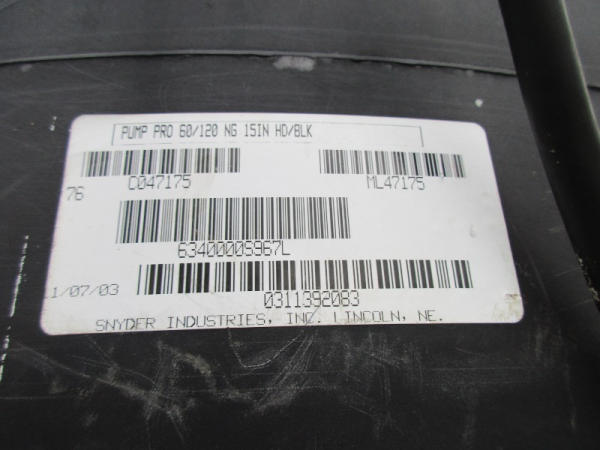 PUMP PRO 60/120 NG 15IN HD/BLK
C047175 ML47175
76
63400005967L
1/07/03
0311392083
SNYDER INDUSTRIES, INC. LINCOLN, NE.